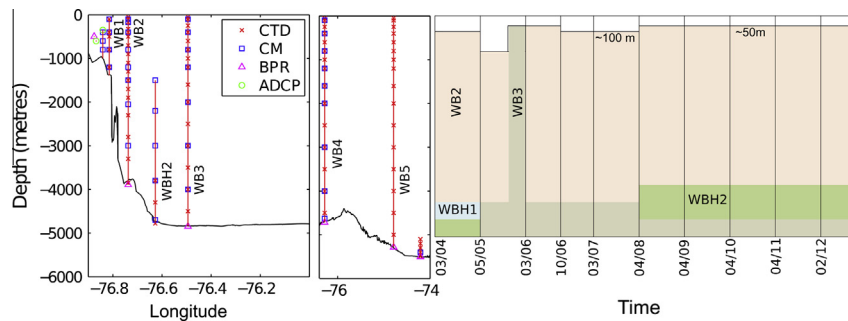 0
−1000
−2000
−3000
−4000
−5000
−6000
Depth (metres)
−76.8
−76.6
−76.4
−76.2
Longitude
WB1
WB2
WBH2
WB3
CTD
CM
BPR
ADCP
WB4
WB5
−76
−74
WB2
WB3
~100 m
~50m
WBH1
WBH2
03/04
05/05
03/06
10/06
03/07
04/08
04/09
04/10
04/11
02/12
Time